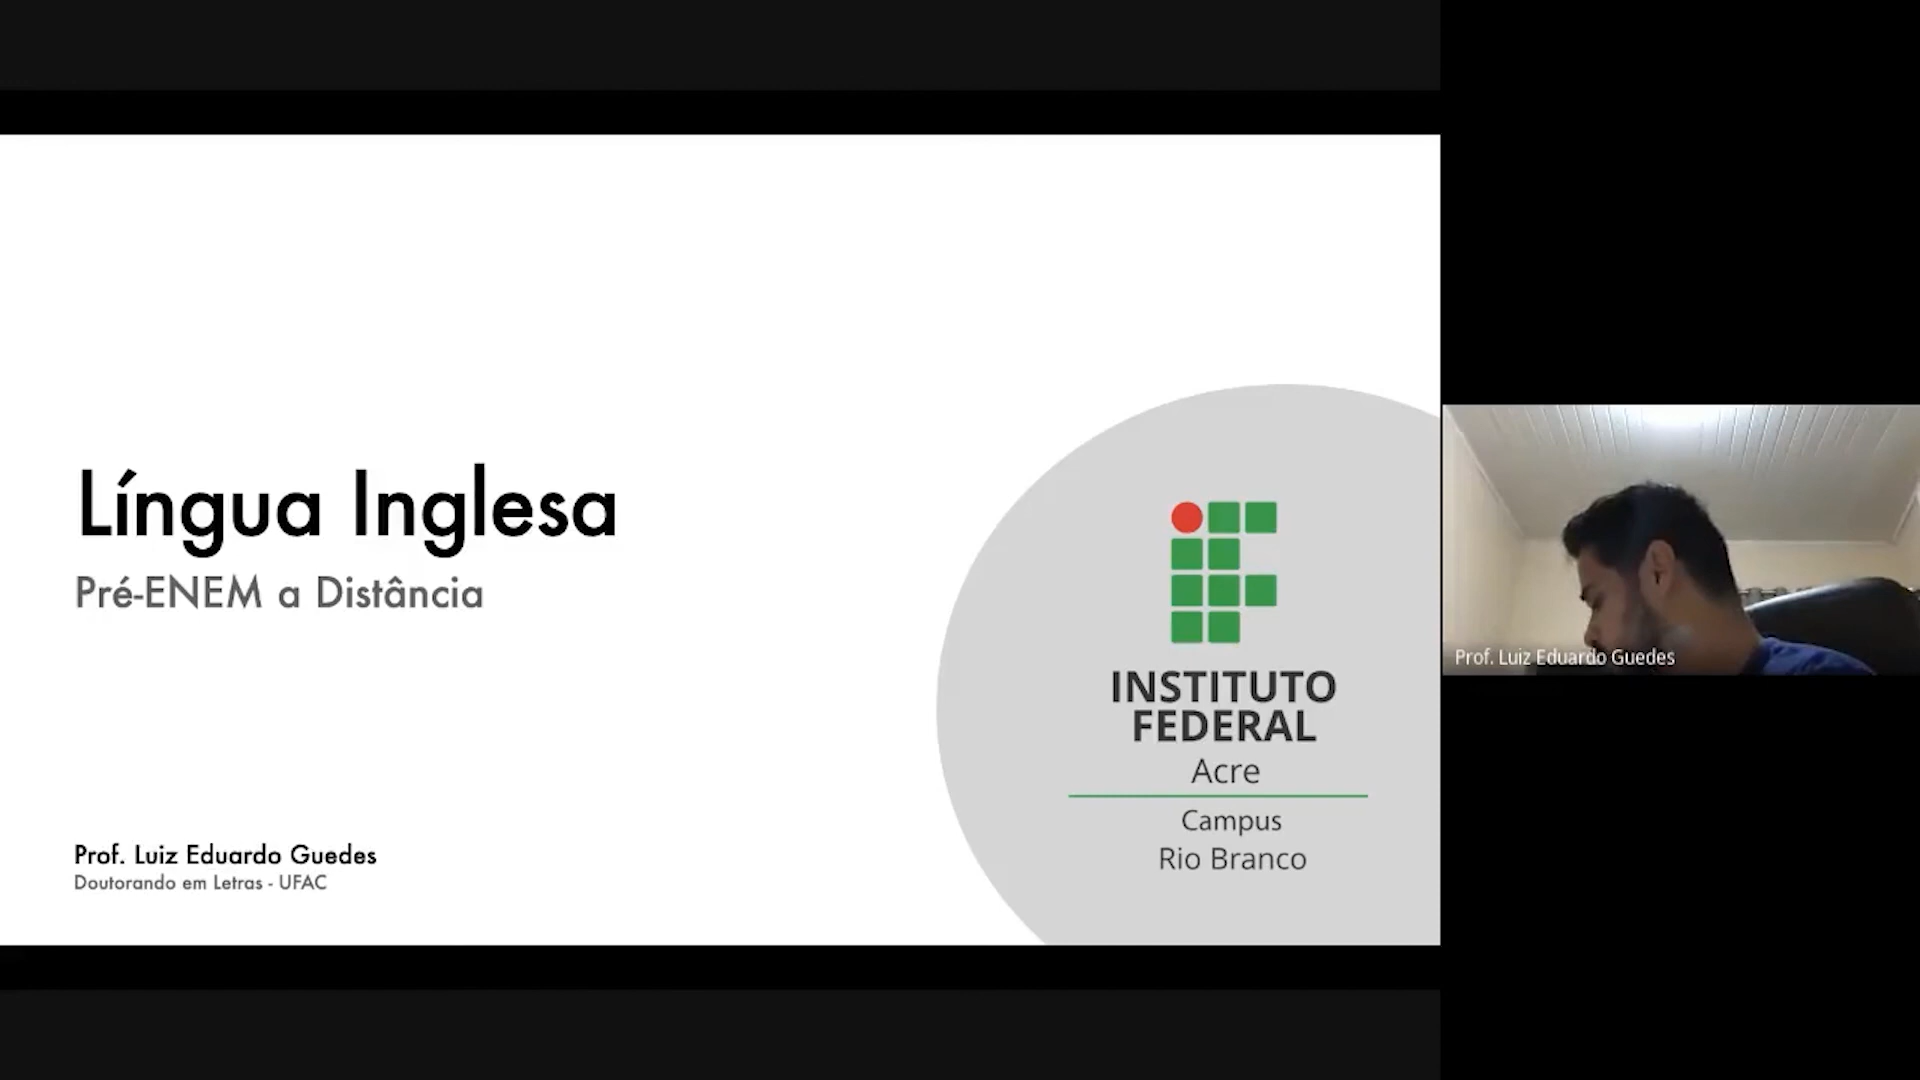 Língua Inglesa
Pré-ENEM a Distância
Prof. Luiz Eduardo Guedes
Doutorando em Letras - UFAC
INSTITUTO
FEDERAL
Acre
Campus
Rio Branco
Prof. Luiz Eduardo Guedes